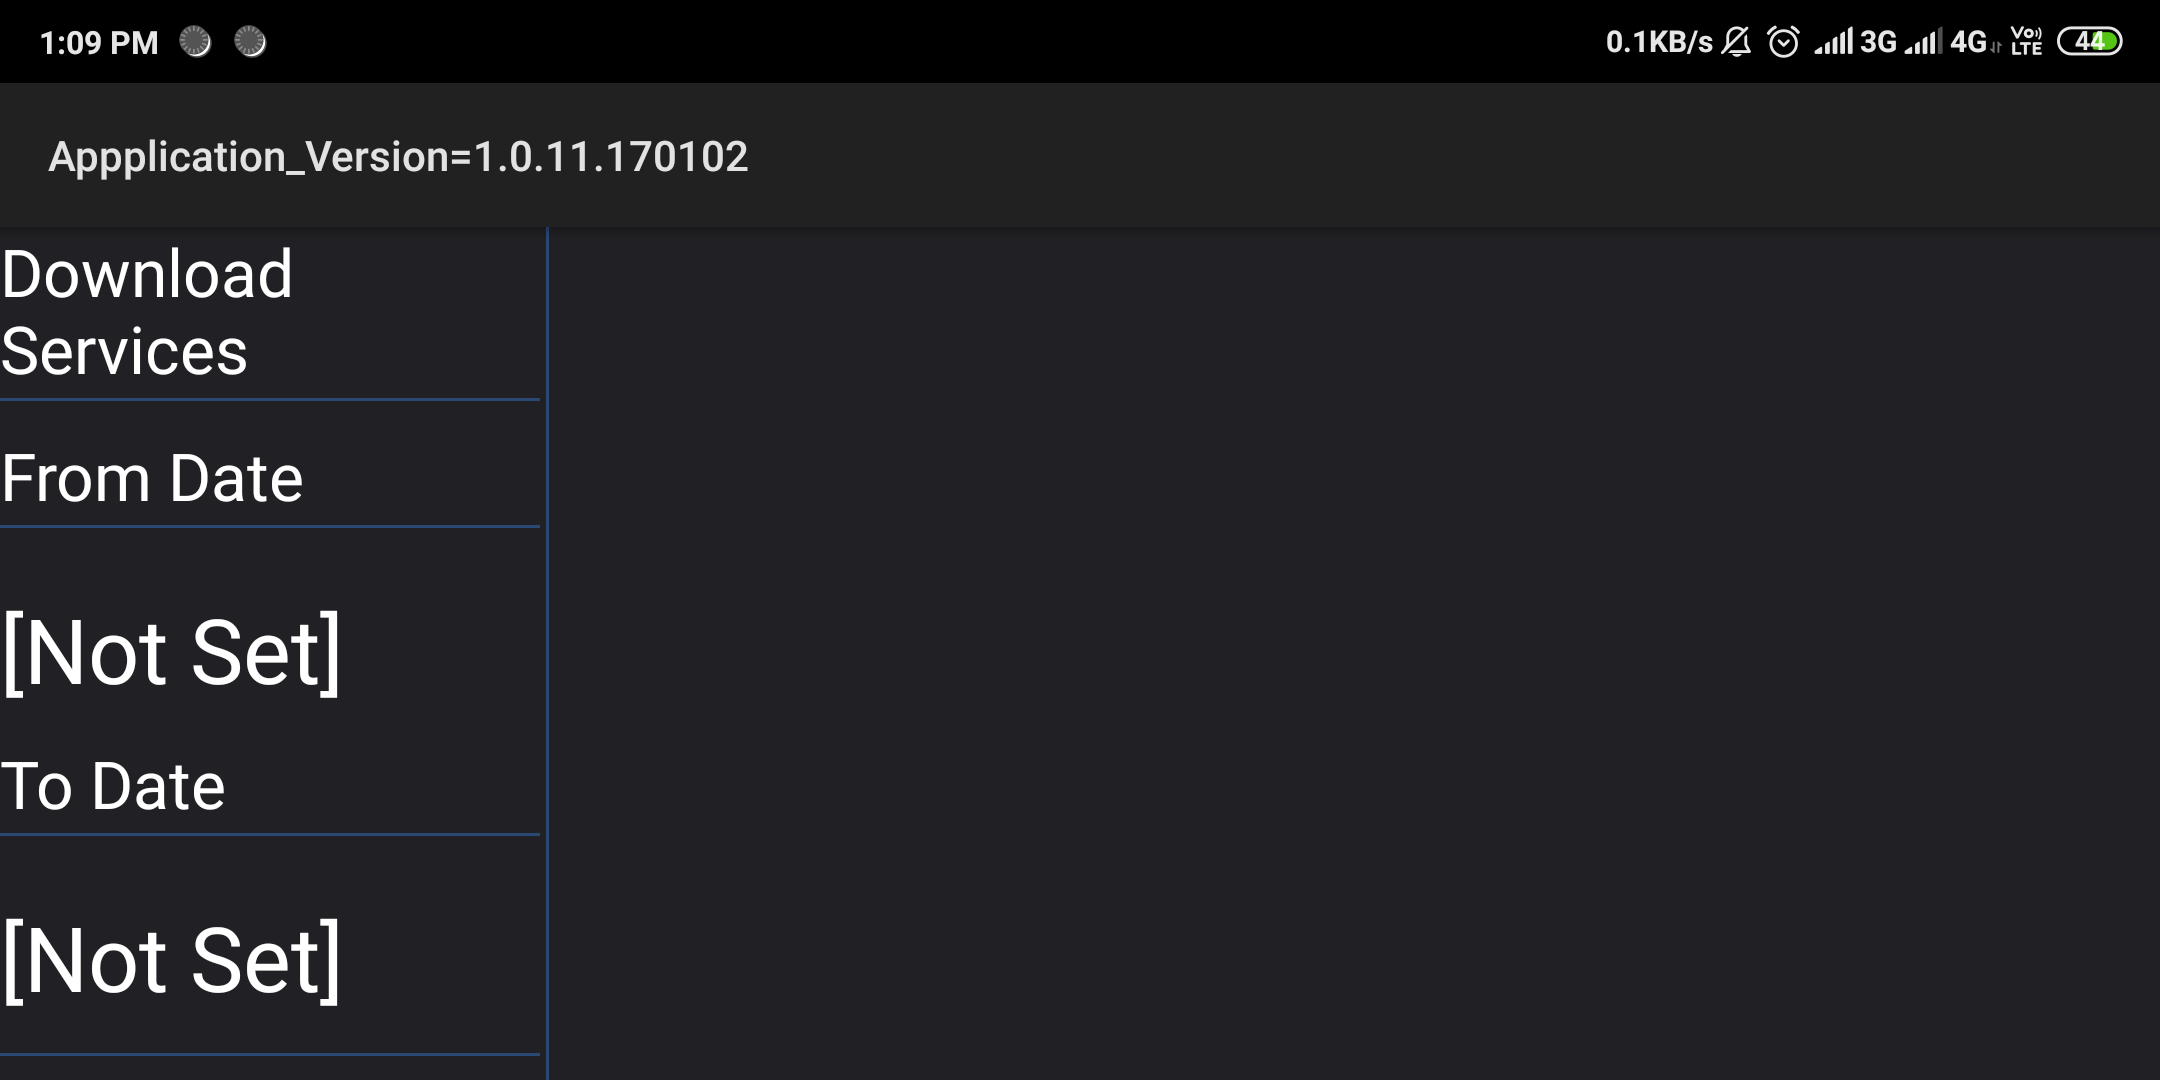 1:09 PM 0.1KB/s 3G 4G Vo LTE 44
Appplication_Version=1.0.11.170102
Download
Services
From Date
[Not Set]
To Date
[Not Set]